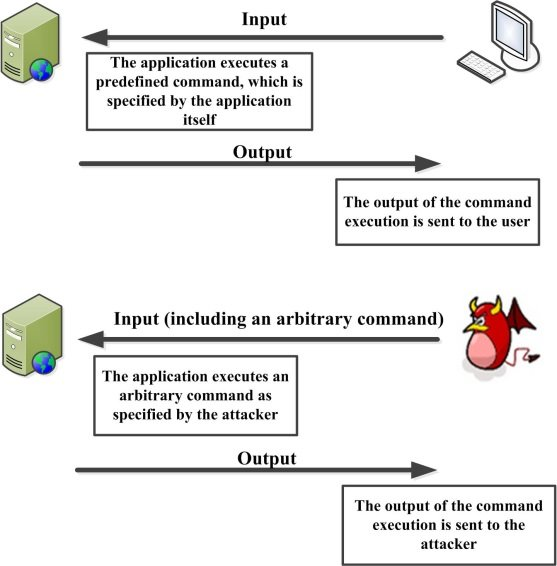 Input
The application executes a
predefined command, which is
specified by the application
itself
Output
The output of the command
execution is sent to the user
Input (including an arbitrary command)
The application executes an
arbitrary command as
specified by the attacker
Output
The output of the command
execution is sent to the
attacker